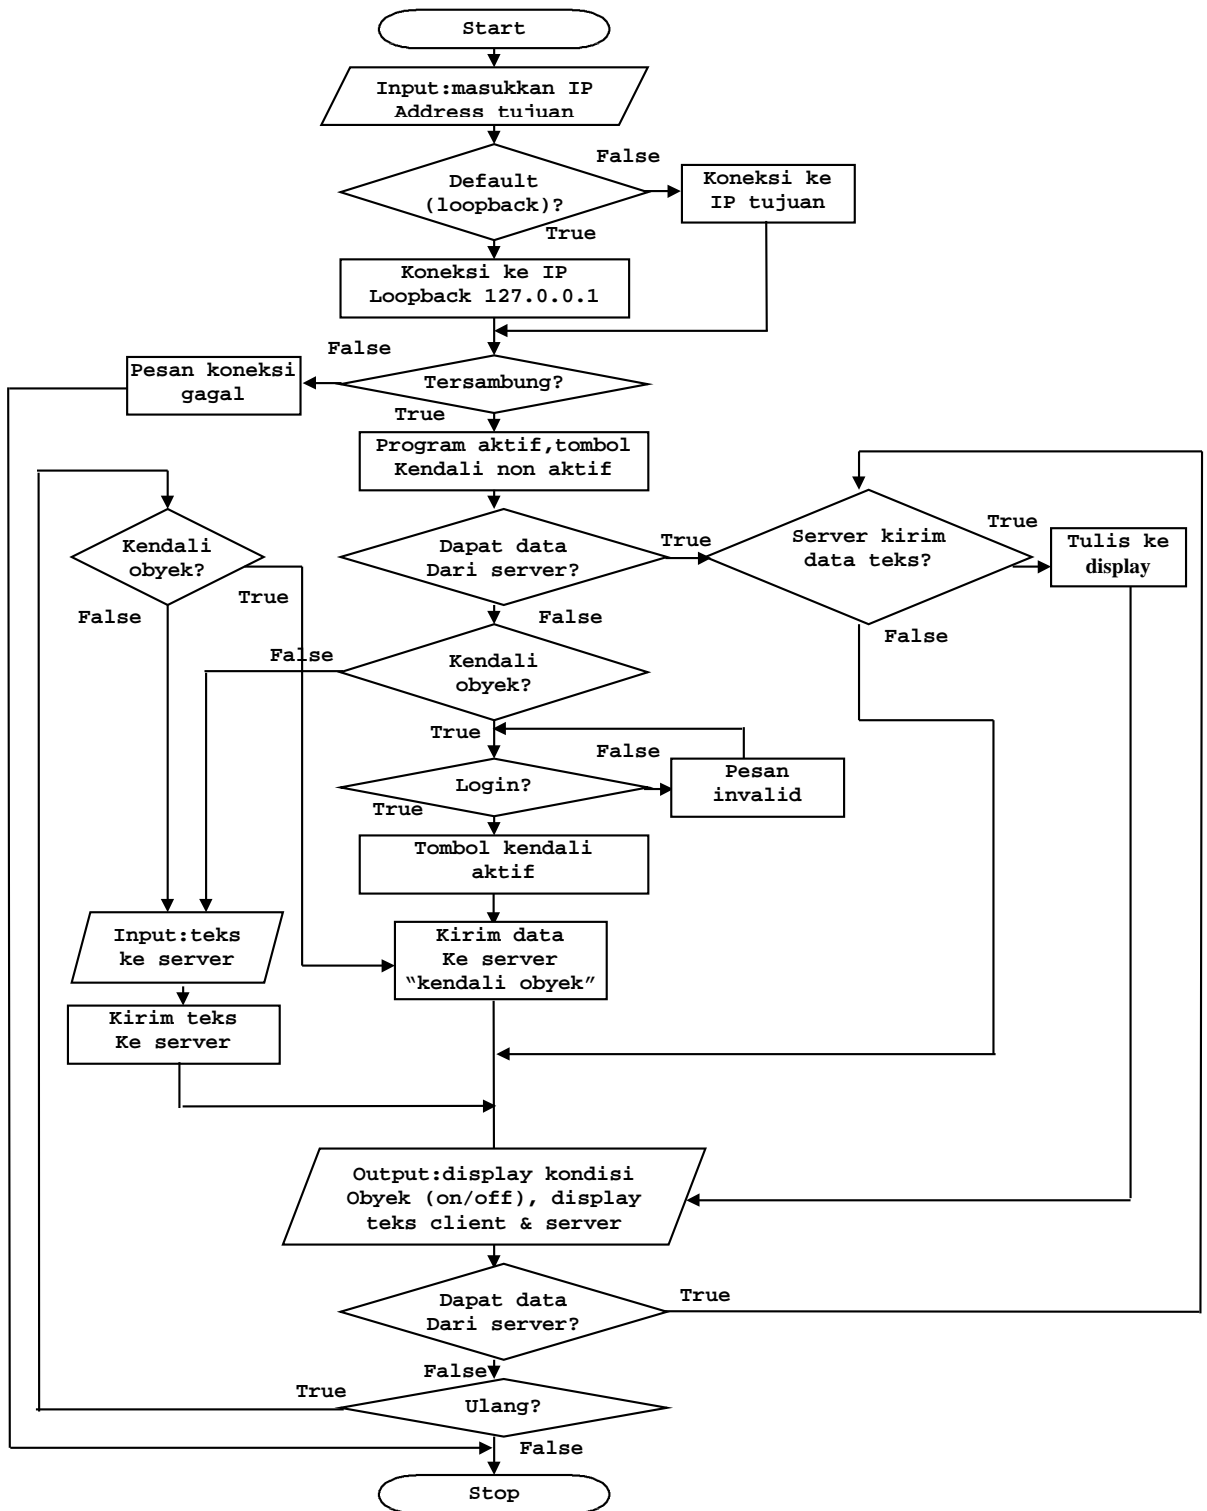 Start
Input:masukkan IP
Address tujuan
False
Default
(loopback)?
Koneksi ke
IP tujuan
True
Koneksi ke IP
Loopback 127.0.0.1
False
Pesan koneksi
gagal
Tersambung?
True
Program aktif,tombol
Kendali non aktif
Kendali
obyek?
True
False
Dapat data
Dari server?
True
False
Server kirim
data teks?
True
False
Tulis ke
display
False
Kendali
obyek?
True
False
Login?
True
Pesan
invalid
Tombol kendali
aktif
Input:teks
ke server
Kirim data
Ke server
“kendali obyek”
Kirim teks
Ke server
Output:display kondisi
Obyek (on/off), display
teks client & server
Dapat data
Dari server?
True
False
True
Ulang?
False
Stop